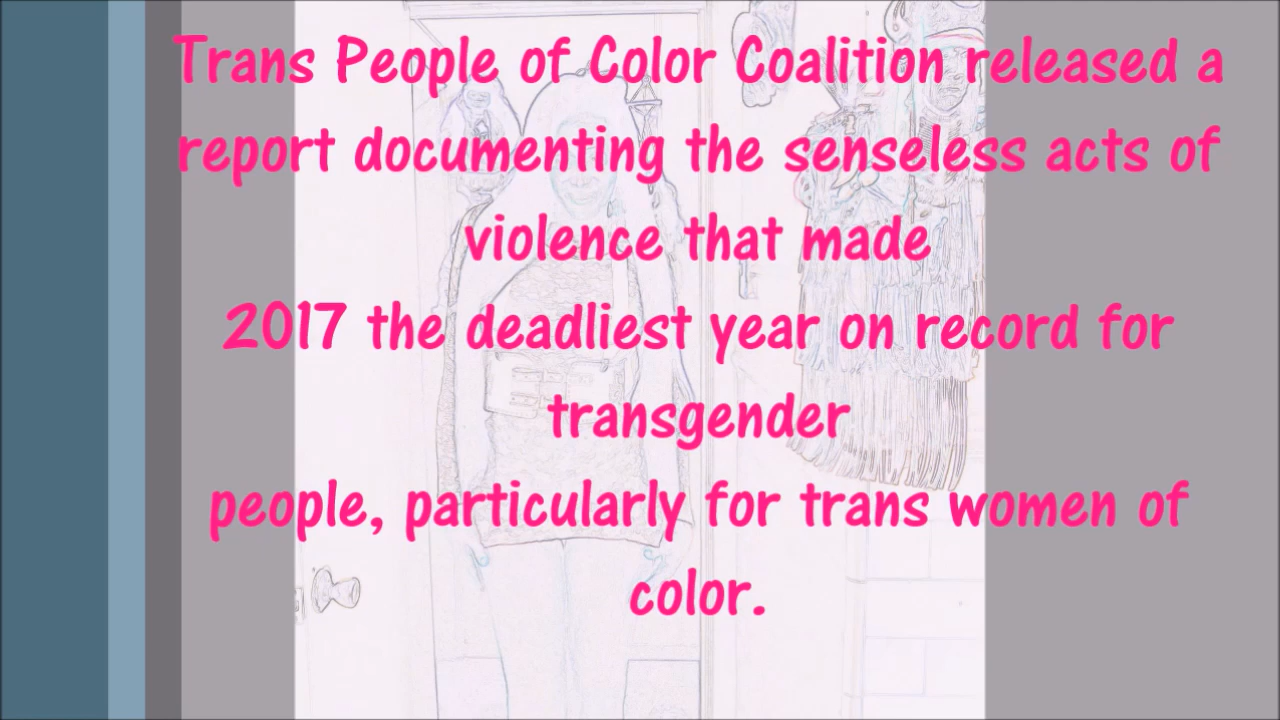 Trans People of Color Coalition released a
report documenting the senseless acts of
violence that made
2017 the deadliest year on record for
transgender
people, particularly for trans women of
color.